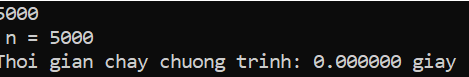 5000
n = 5000
Thoi gian chay chuong trinh: 0.000000 giay